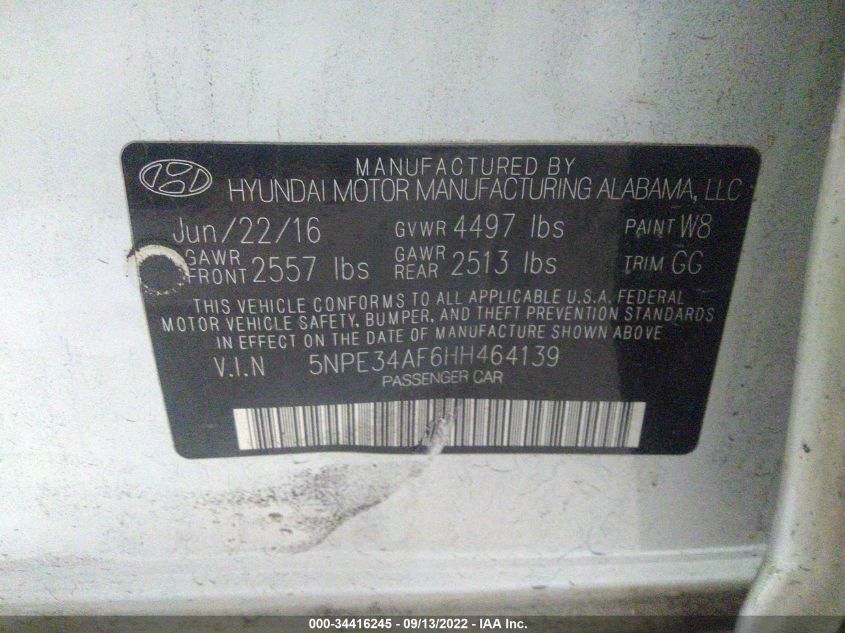 MANUFACTURED BY
HYUNDAI MOTOR MANUFACTURING ALABAMA, LLC
Jun/22/16 GVWR 4497 lbs PAINT W8
GAWR FRONT 2557 lbs GAWR REAR 2513 lbs TRIM GG
THIS VEHICLE CONFORMS TO ALL APPLICABLE U.S.A. FEDERAL
MOTOR VEHICLE SAFETY, BUMPER, AND THEFT PREVENTION STANDARDS
IN EFFECT ON THE DATE OF MANUFACTURE SHOWN ABOVE
V.I.N 5NPE34AF6HH464139
PASSENGER CAR
000-34416245 - 09/13/2022 - IAA Inc.